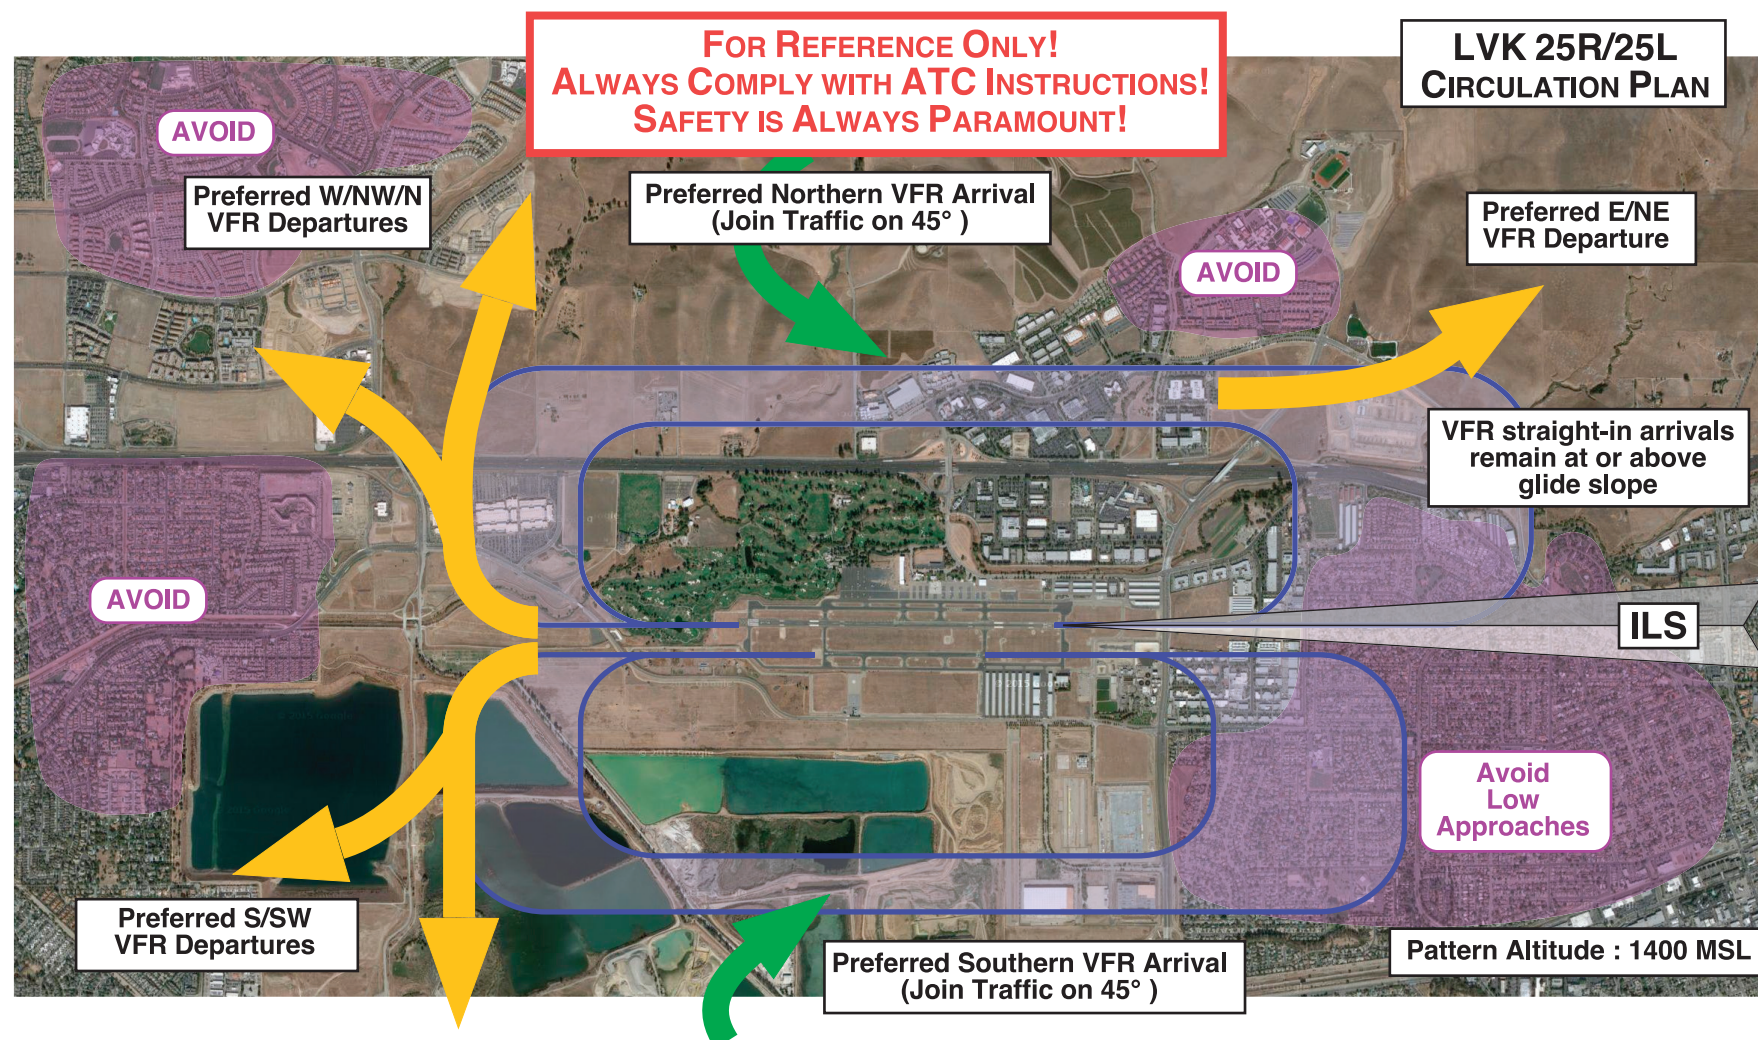 FOR REFERENCE ONLY!
ALWAYS COMPLY WITH ATC INSTRUCTIONS!
SAFETY IS ALWAYS PARAMOUNT!
LVK 25R/25L
CIRCULATION PLAN
AVOID
Preferred W/NW/N
VFR Departures
Preferred Northern VFR Arrival
(Join Traffic on 45° )
Preferred E/NE
VFR Departure
AVOID
VFR straight-in arrivals
remain at or above
glide slope
AVOID
ILS
© 2015 Google
Avoid
Low
Approaches
Preferred S/SW
VFR Departures
Preferred Southern VFR Arrival
(Join Traffic on 45° )
Pattern Altitude : 1400 MSL